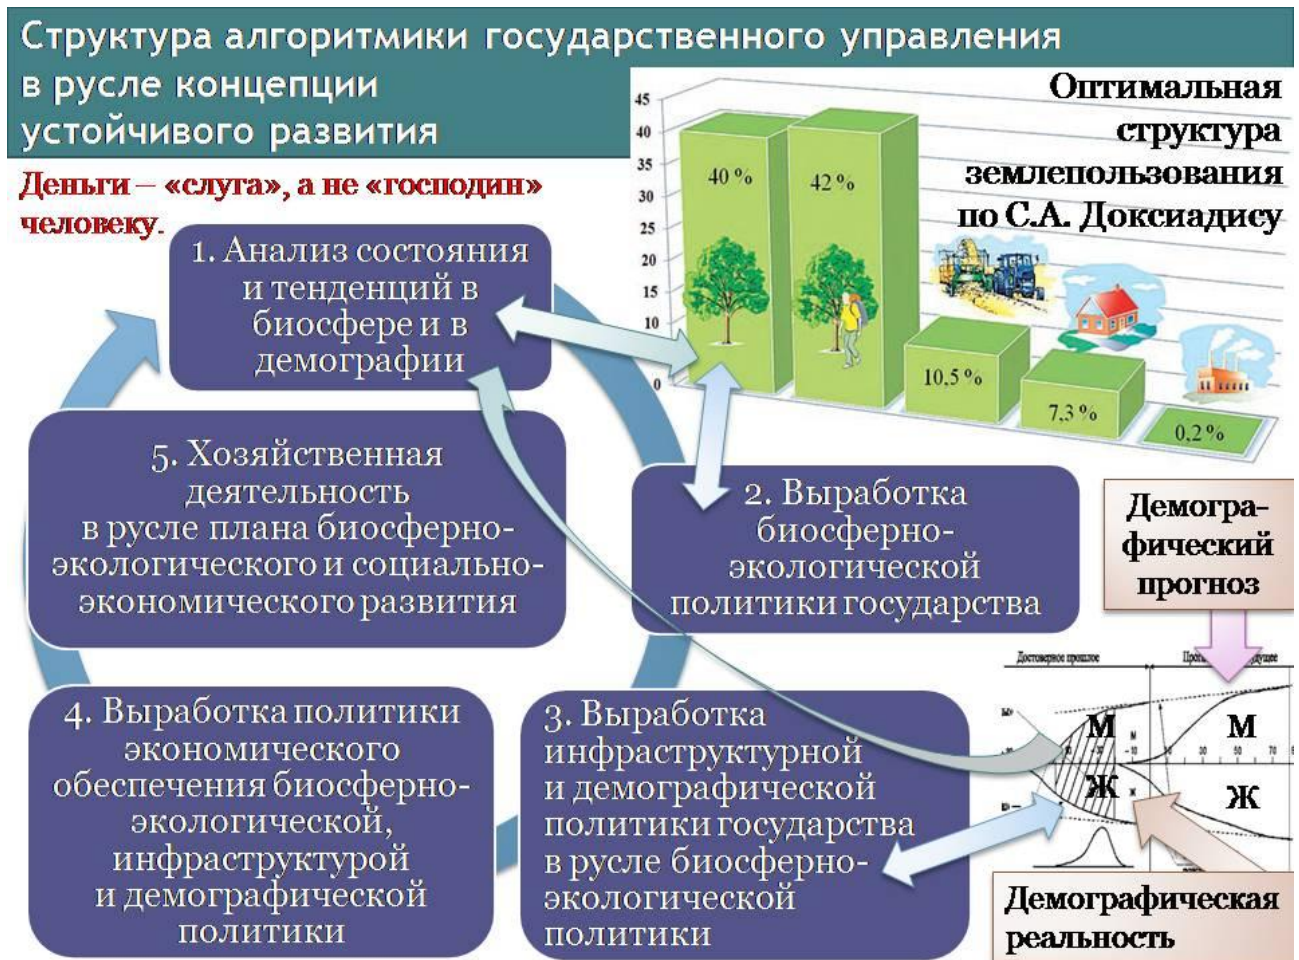 Структура алгоритмики государственного управления
в русле концепции
устойчивого развития
Деньги – «слуга», а не «господин»
человеку.
Оптимальная
структура
землепользования
по С.А. Доксиадису
45
40
35
30
25
20
15
10
0
40 %
42 %
10,5 %
7,3 %
0,2 %
1. Анализ состояния
и тенденций в
биосфере и в
демографии
2. Выработка
биосферно-
экологической
политики государства
3. Выработка
инфраструктурной
и демографической
политики государства
в русле биосферно-
экологической
политики
4. Выработка политики
экономического
обеспечения биосферно-
экологической,
инфраструктурой
и демографической
политики
5. Хозяйственная
деятельность
в русле плана биосферно-
экологического и социально-
экономического развития
Демогра-
фический
прогноз
Достоверное прошлое
М
М
10
30
50
70
Ж
Ж
Демографическая
реальность